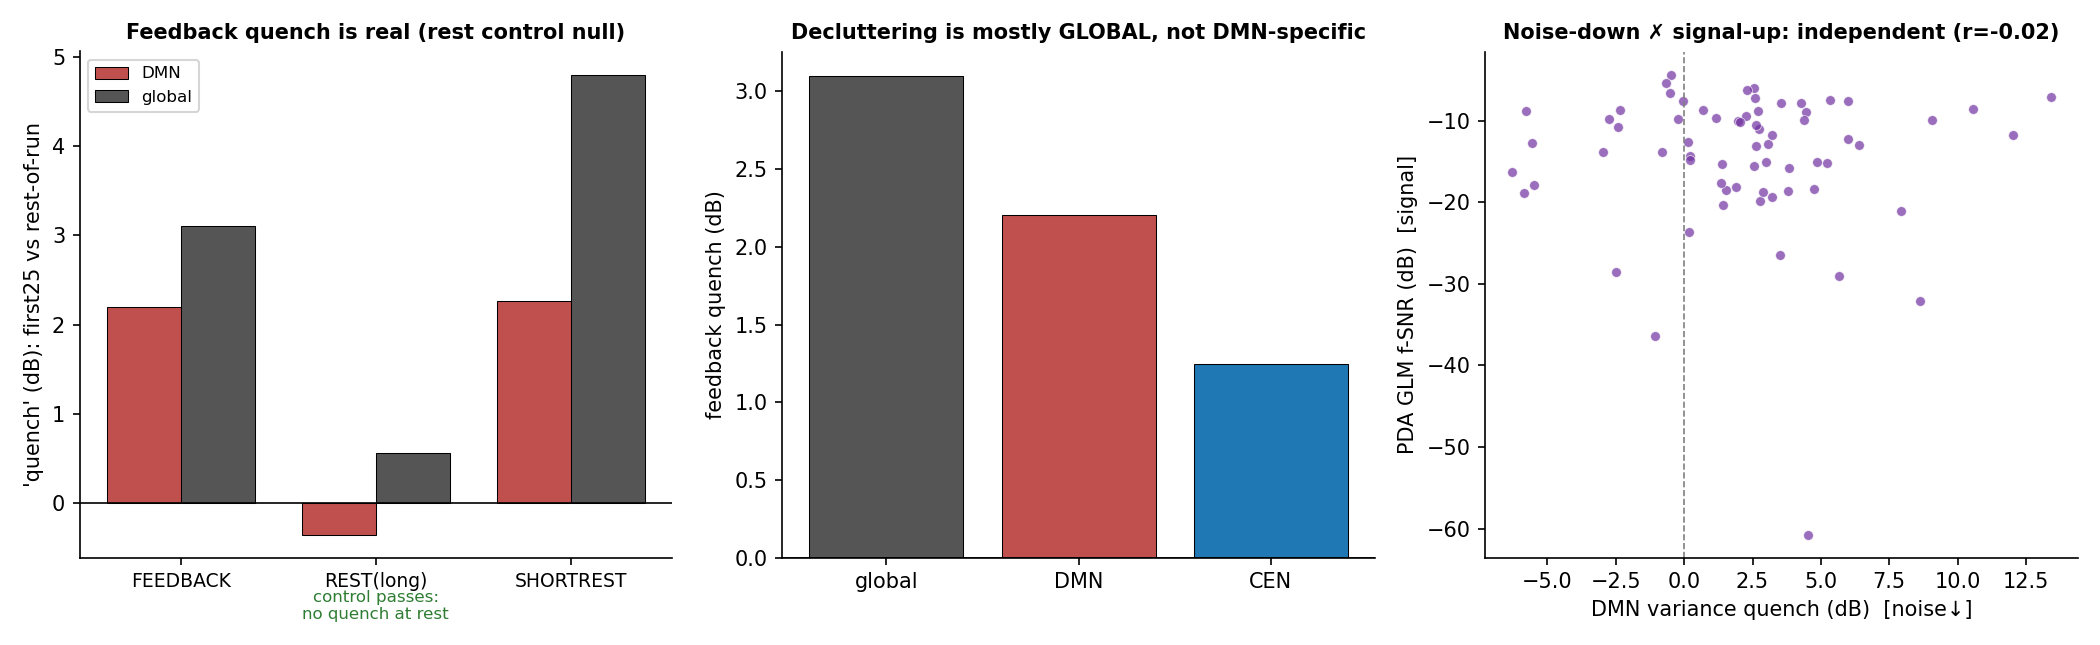 Feedback quench is real (rest control null)
'quench' (dB): first25 vs rest-of-run
5
4
3
2
1
0
DMN
global
FEEDBACK
REST(long)
SHORTREST
control passes:
no quench at rest
Decluttering is mostly GLOBAL, not DMN-specific
feedback quench (dB)
3.0
2.5
2.0
1.5
1.0
0.5
0.0
global
DMN
CEN
Noise-down ✗ signal-up: independent (r=-0.02)
PDA GLM f-SNR (dB)  [signal]
−10
−20
−30
−40
−50
−60
−5.0
−2.5
0.0
2.5
5.0
7.5
10.0
12.5
DMN variance quench (dB)  [noise↓]